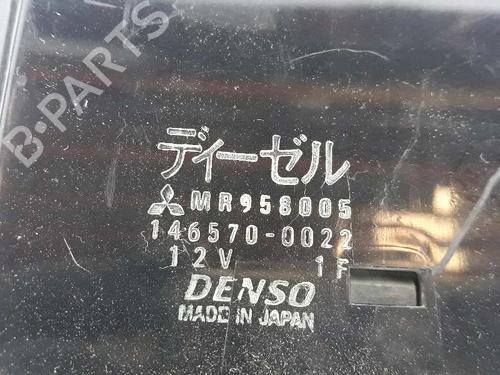 B-PARTS
ディーゼル
MR958005
146570-0022
12V 1F
DENSO
MADE IN JAPAN